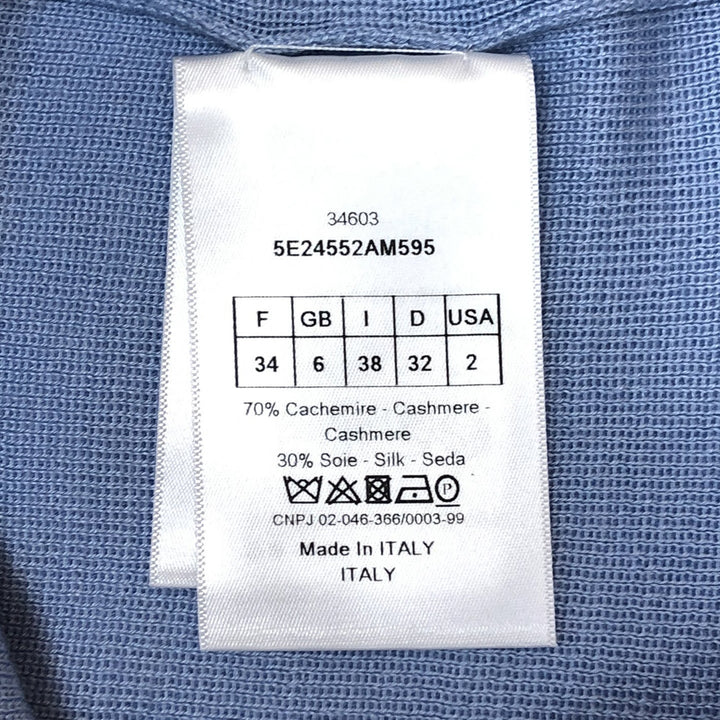 34603
5E24552AM595
F GB I D USA
34 6 38 32 2
70% Cachemire - Cashmere -
Cashmere
30% Soie - Silk - Seda
P
CNPJ 02-046-366/0003-99
Made In ITALY
ITALY